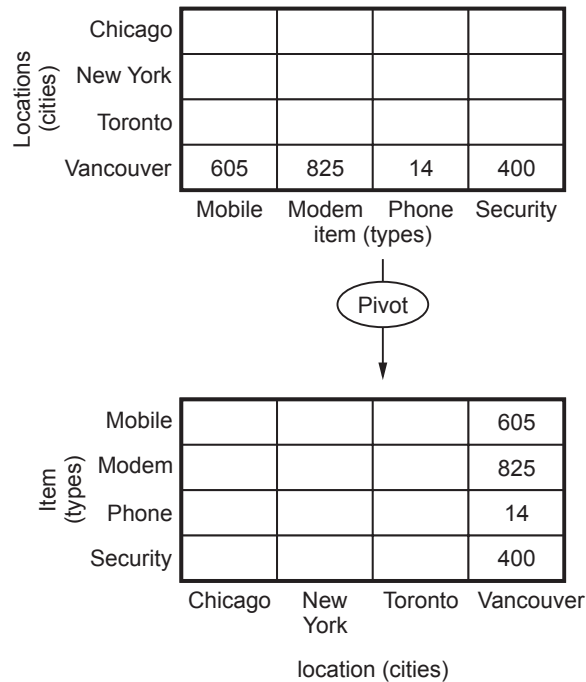 Locations
(cities)
Chicago
New York
Toronto
Vancouver 605 825 14 400
Mobile Modem Phone Security
item (types)
Pivot
Item
(types)
Mobile 605
Modem 825
Phone 14
Security 400
Chicago New Toronto Vancouver
York
location (cities)